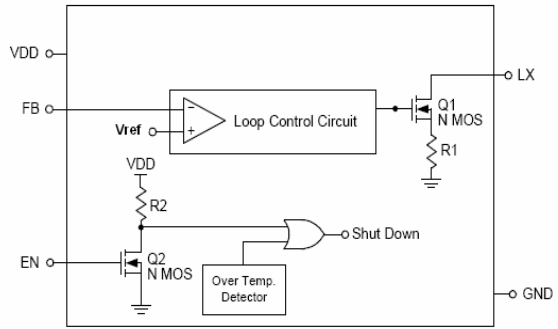 VDD
FB
Vref
−
+
Loop Control Circuit
LX
Q1
N MOS
R1
VDD
R2
EN
Q2
N MOS
Over Temp.
Detector
Shut Down
GND